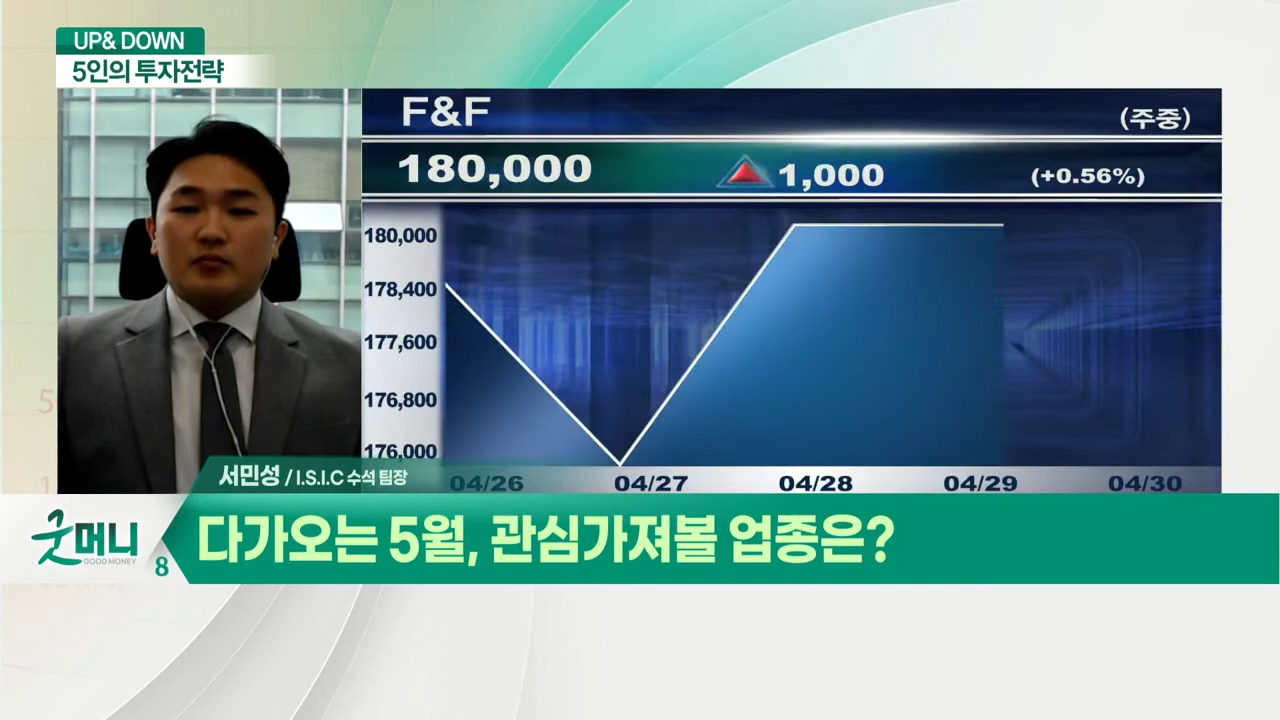 UP& DOWN
5인의 투자전략
F&F
(주중)
180,000
1,000
(+0.56%)
180,000
178,400
177,600
176,800
176,000
04/26
04/27
04/28
04/29
04/30
5
1
서민성 / I.S.I.C 수석 팀장
굿머니
GOOD MONEY
8
다가오는 5월, 관심가져볼 업종은?